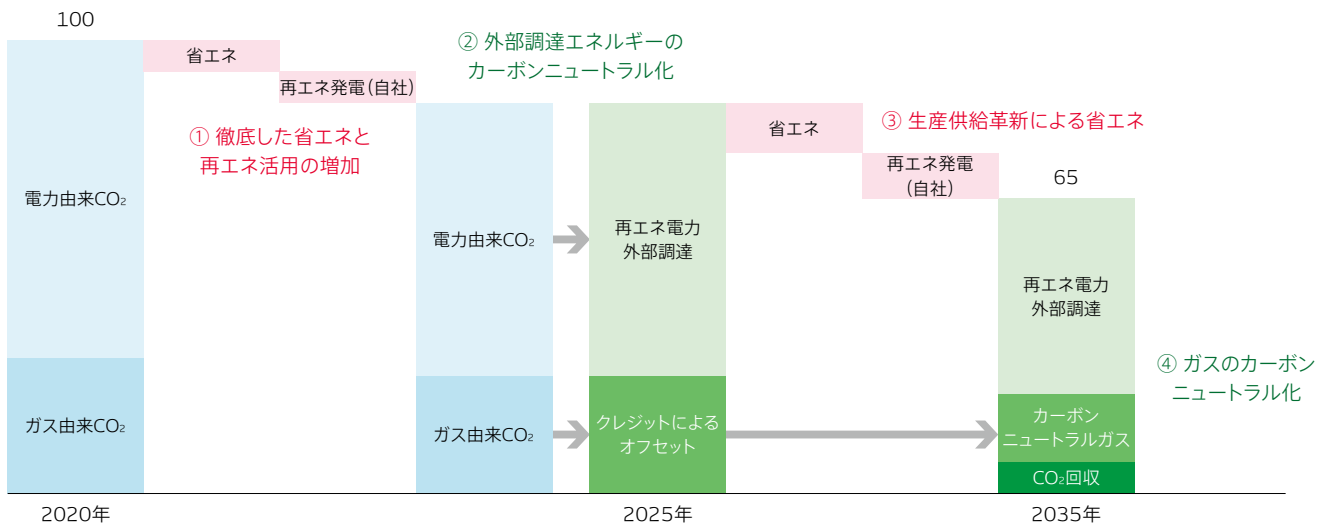 100
電力由来CO₂
ガス由来CO₂
省エネ
再エネ発電(自社)
① 徹底した省エネと
再エネ活用の増加
電力由来CO₂
ガス由来CO₂
② 外部調達エネルギーの
カーボンニュートラル化
再エネ電力
外部調達
クレジットによる
オフセット
省エネ
再エネ発電
(自社)
③ 生産供給革新による省エネ
65
再エネ電力
外部調達
カーボン
ニュートラルガス
CO₂回収
④ ガスのカーボン
ニュートラル化
2020年
2025年
2035年